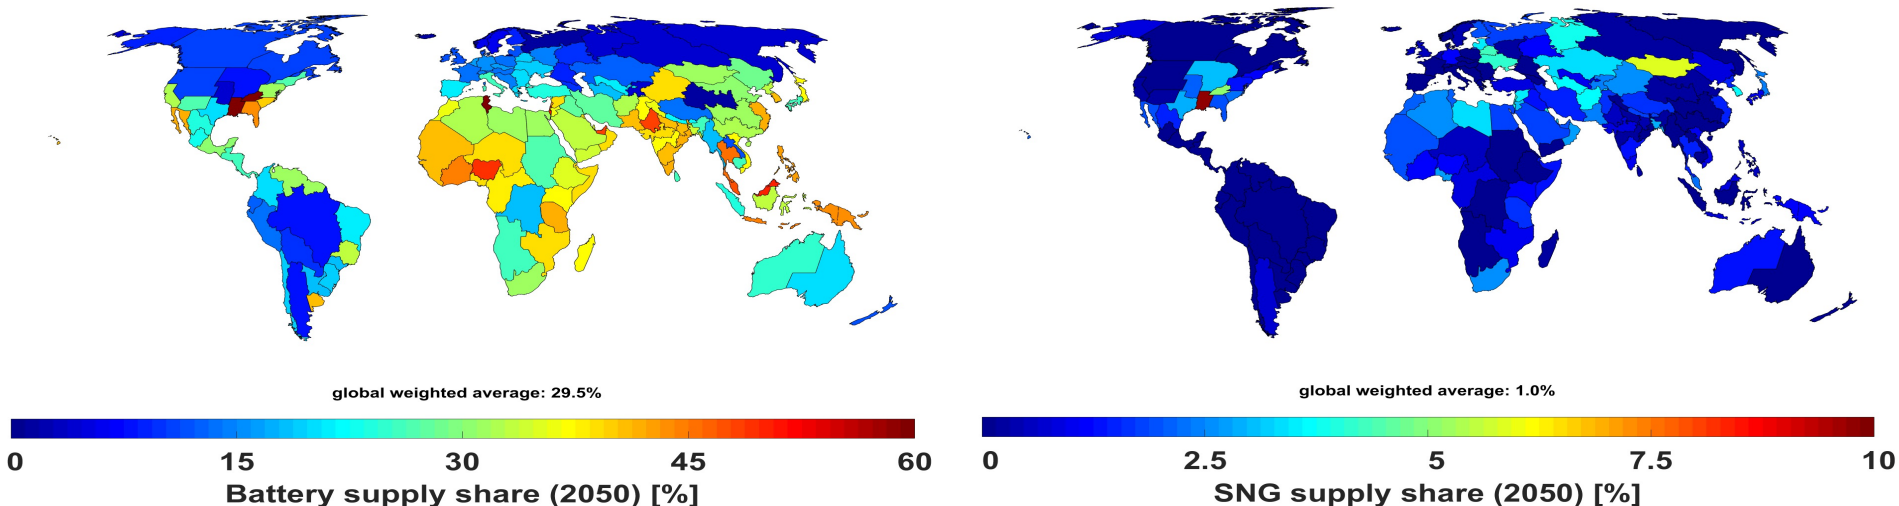 global weighted average: 29.5%
0 15 30 45 60
Battery supply share (2050) [%]
global weighted average: 1.0%
0 2.5 5 7.5 10
SNG supply share (2050) [%]